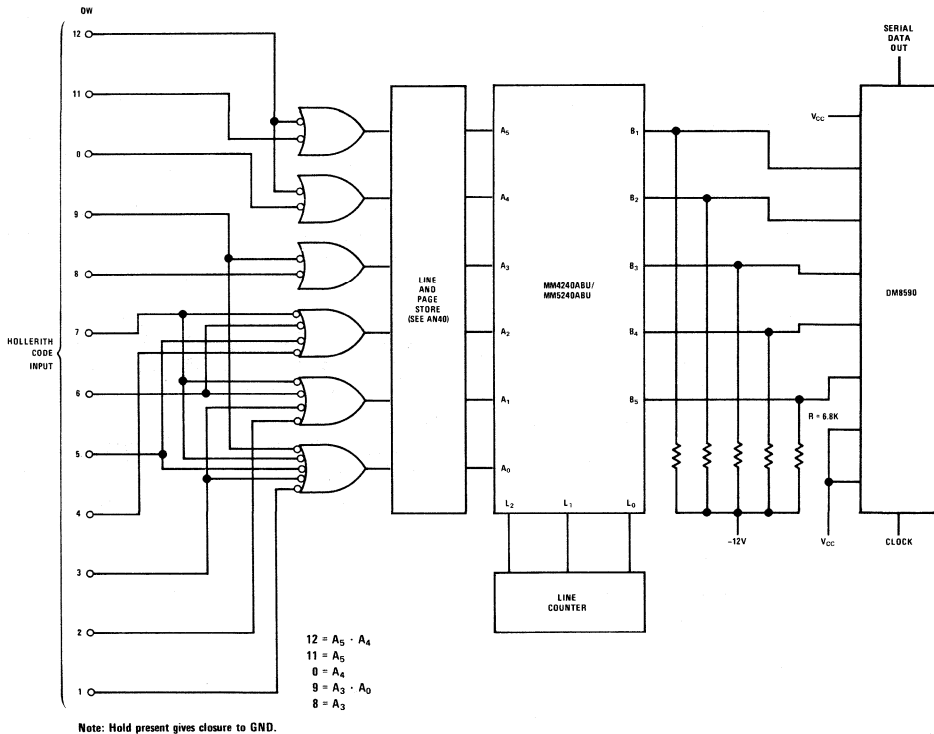 OW
12
11
0
9
8
7
6
5
4
3
2
1
HOLLERITH
CODE
INPUT
LINE
AND
PAGE
STORE
(SEE AN40)
A5
A4
A3
A2
A1
A0
MM4240ABU/
MM5240ABU
B1
B2
B3
B4
B5
L2
L1
L0
LINE
COUNTER
R = 6.8K
-12V
VCC
VCC
SERIAL
DATA
OUT
DM8590
CLOCK
12 = A5 · A4
11 = A5
0 = A4
9 = A3 · A0
8 = A3
Note: Hold present gives closure to GND.